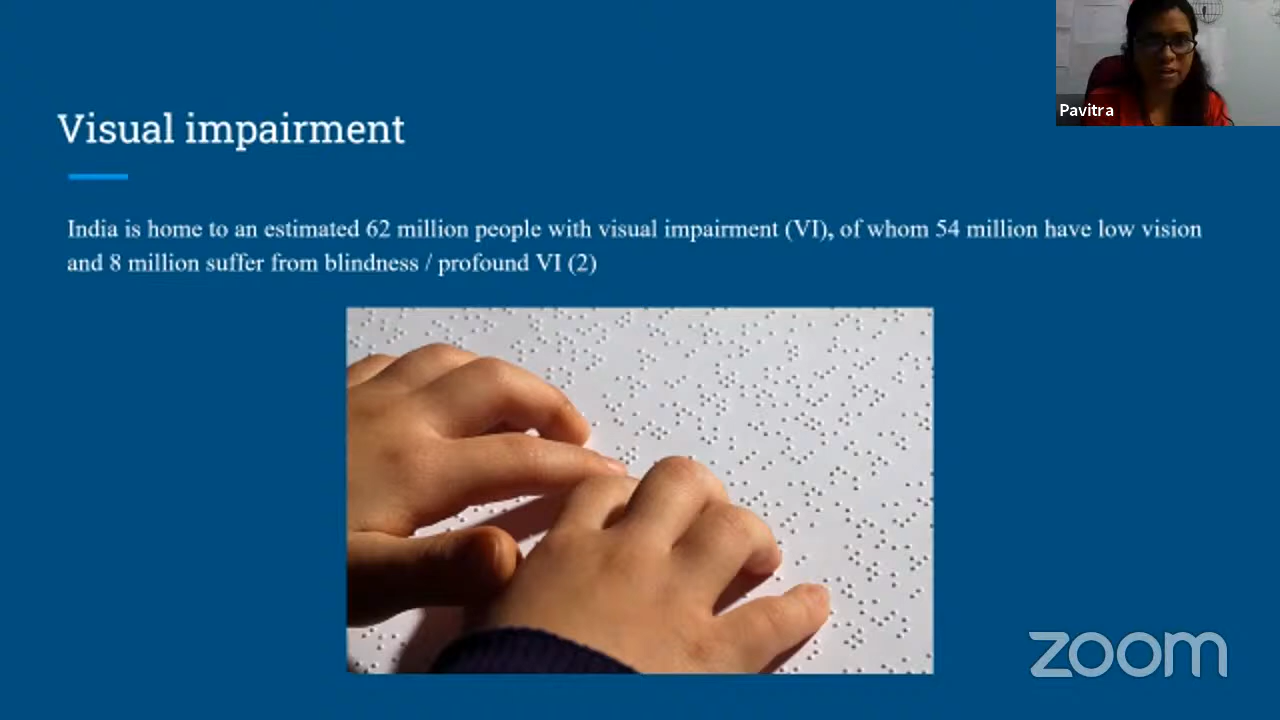 Pavitra
Visual impairment
India is home to an estimated 62 million people with visual impairment (VI), of whom 54 million have low vision
and 8 million suffer from blindness / profound VI (2)
zoom